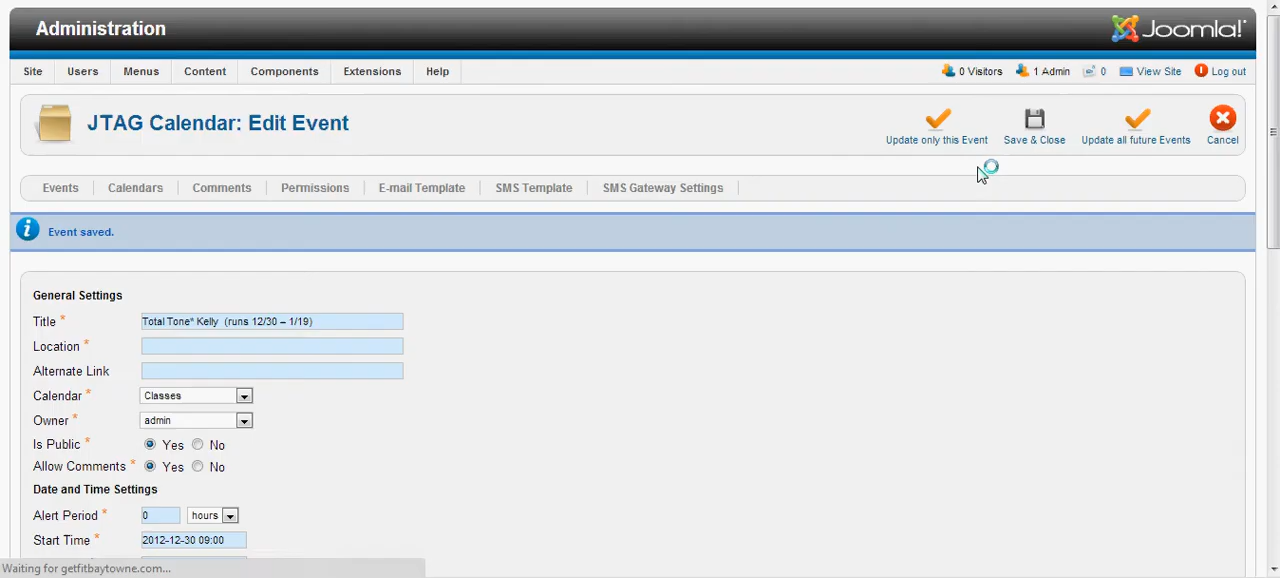 Administration
Joomla!
Site Users Menus Content Components Extensions Help
0 Visitors 1 Admin 0 View Site Log out
JTAG Calendar: Edit Event
Update only this Event Save & Close Update all future Events Cancel
Events Calendars Comments Permissions E-mail Template SMS Template SMS Gateway Settings
Event saved.
General Settings
Title * Total Tone* Kelly (runs 12/30 – 1/19)
Location *
Alternate Link
Calendar * Classes
Owner * admin
Is Public * Yes No
Allow Comments * Yes No
Date and Time Settings
Alert Period * 0 hours
Start Time * 2012-12-30 09:00
Waiting for getfitbaytowne.com...